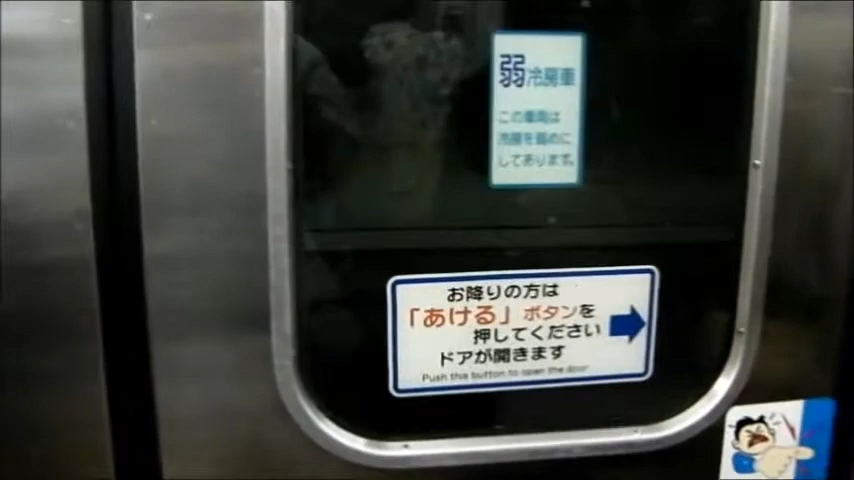 弱冷房車
この車両は
冷房を弱めに
してあります。
お降りの方は
「あける」ボタンを
押してください
ドアが開きます
Push this button to open the door